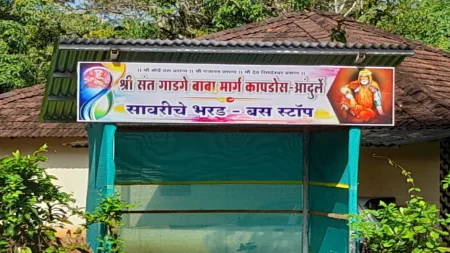 श्री संत गाडगे बाबा मार्ग कापडोस-आदुर्ले
सावरीचे भरड - बस स्टॉप